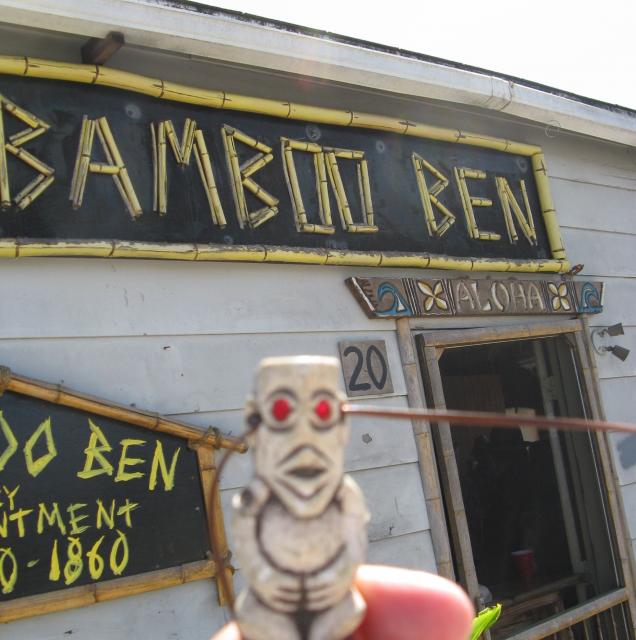 BAMBOO BEN
ALOHA
20
OO BEN
Y
NTMENT
0-1860